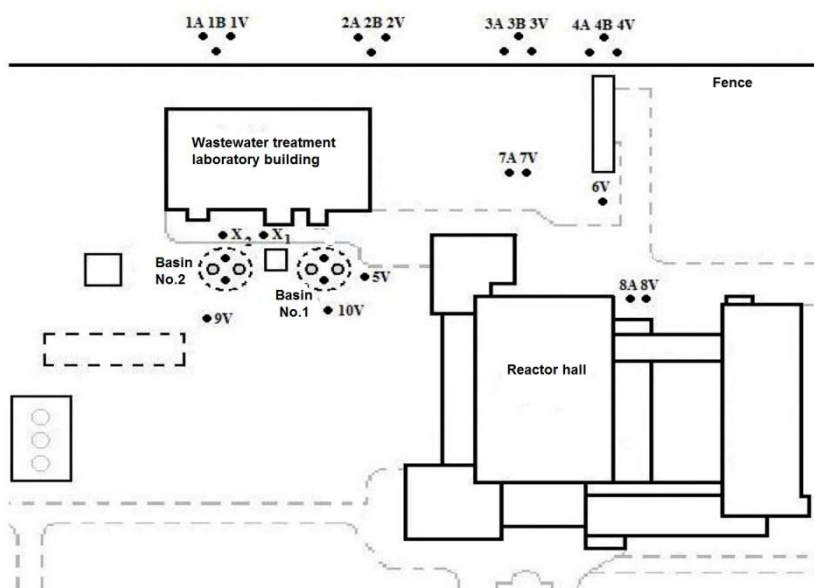 1A 1B 1V
2A 2B 2V
3A 3B 3V
4A 4B 4V
Fence
Wastewater treatment
laboratory building
7A 7V
6V
X2
X1
Basin
No.2
5V
Basin
No.1
10V
9V
8A 8V
Reactor hall